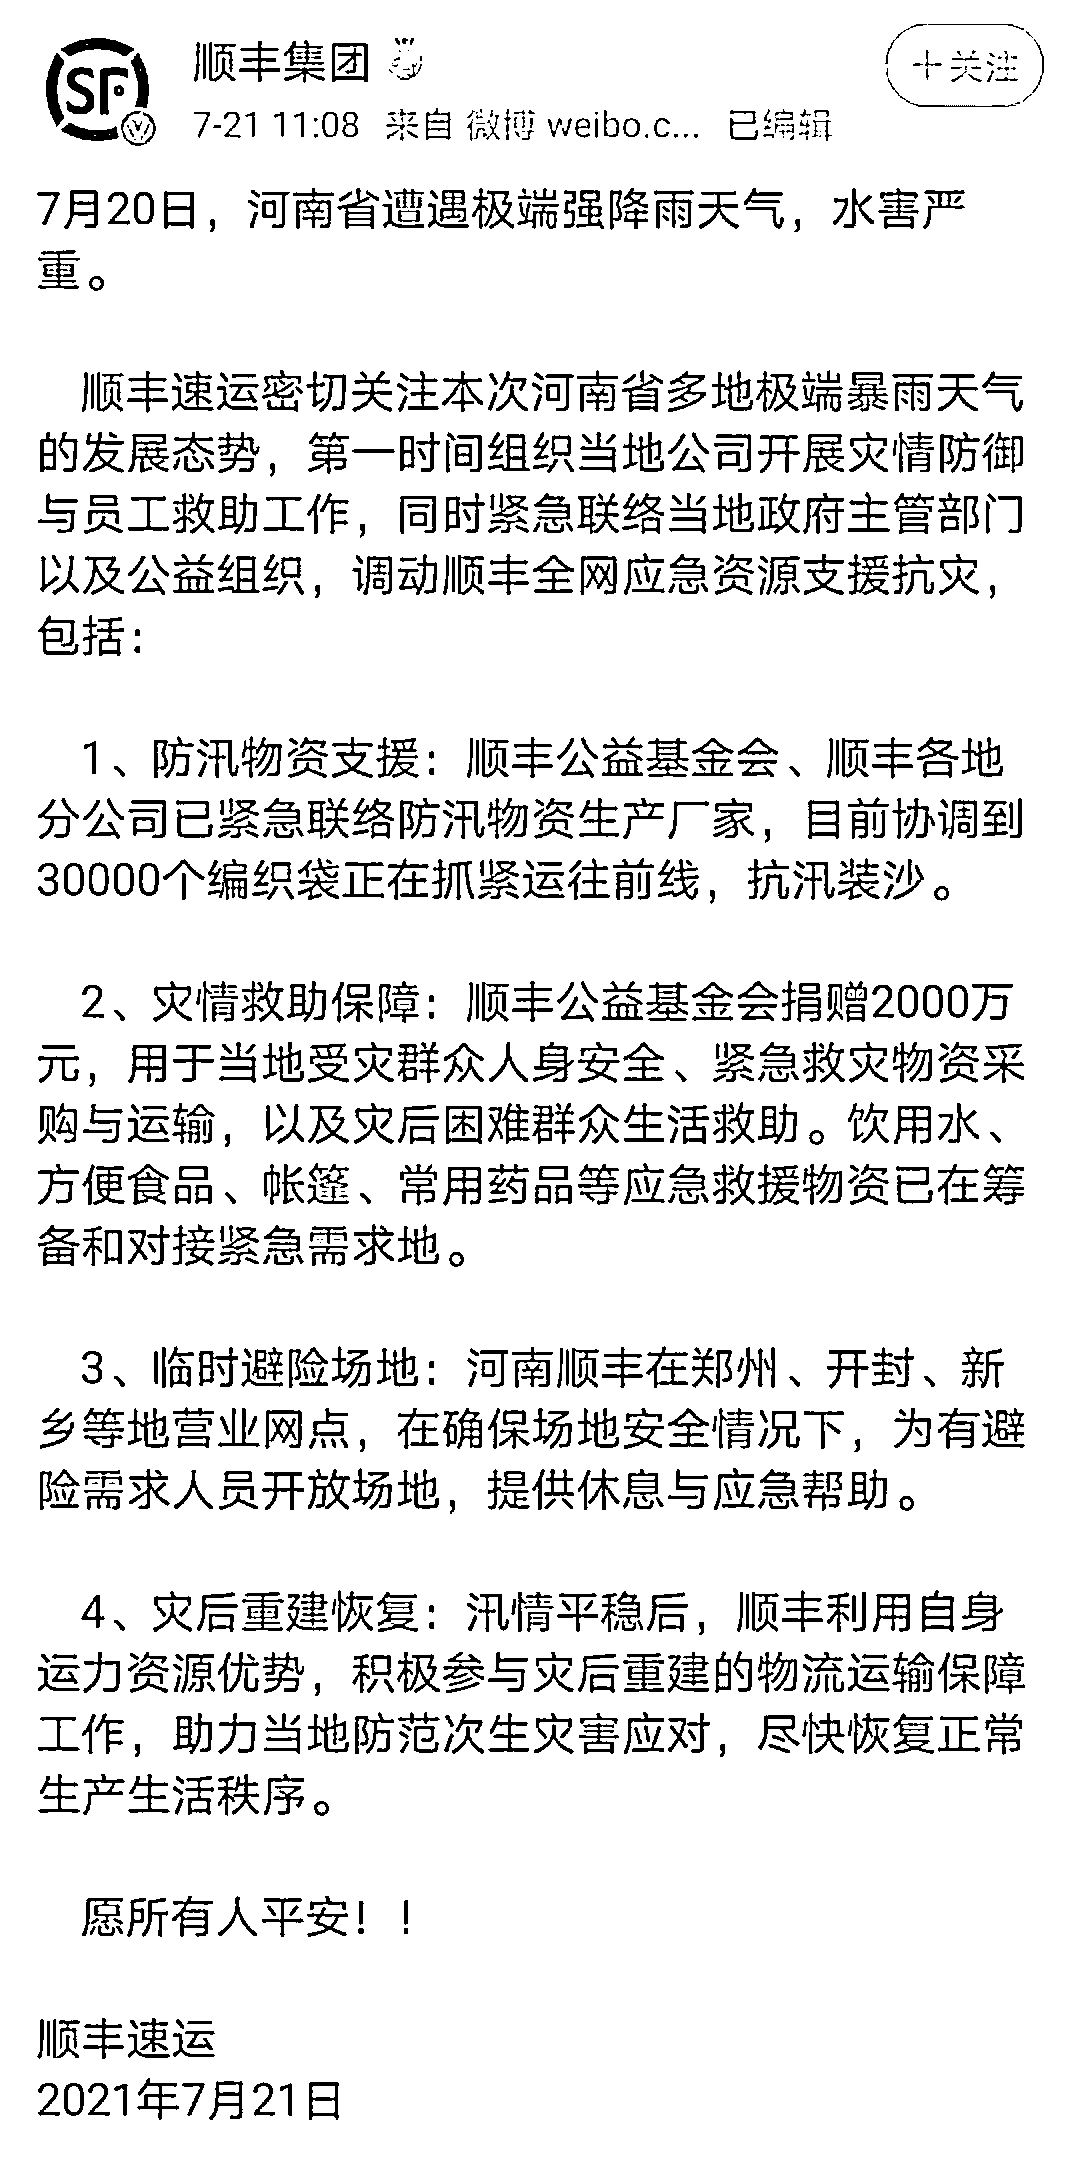 SF
顺丰集团
+关注
7-21 11:08 来自 微博 weibo.c... 已编辑
7月20日，河南省遭遇极端强降雨天气，水害严
重。
顺丰速运密切关注本次河南省多地极端暴雨天气
的发展态势，第一时间组织当地公司开展灾情防御
与员工救助工作，同时紧急联络当地政府主管部门
以及公益组织，调动顺丰全网应急资源支援抗灾，
包括：
1、防汛物资支援：顺丰公益基金会、顺丰各地
分公司已紧急联络防汛物资生产厂家，目前协调到
30000个编织袋正在抓紧运往前线，抗汛装沙。
2、灾情救助保障：顺丰公益基金会捐赠2000万
元，用于当地受灾群众人身安全、紧急救灾物资采
购与运输，以及灾后困难群众生活救助。饮用水、
方便食品、帐篷、常用药品等应急救援物资已在筹
备和对接紧急需求地。
3、临时避险场地：河南顺丰在郑州、开封、新
乡等地营业网点，在确保场地安全情况下，为有避
险需求人员开放场地，提供休息与应急帮助。
4、灾后重建恢复：汛情平稳后，顺丰利用自身
运力资源优势，积极参与灾后重建的物流运输保障
工作，助力当地防范次生灾害应对，尽快恢复正常
生产生活秩序。
愿所有人平安！！
顺丰速运
2021年7月21日